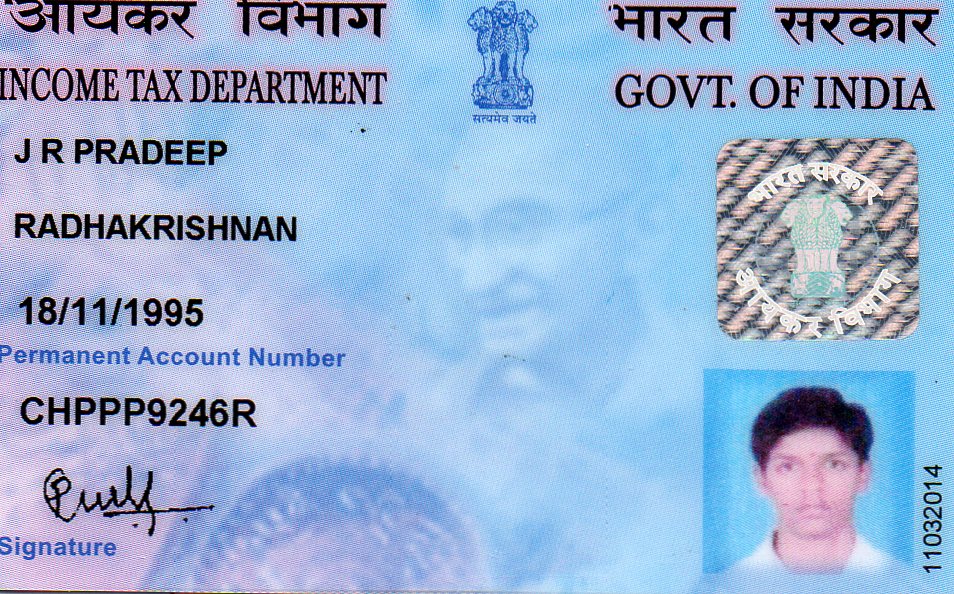 आयकर विभाग
भारत सरकार
INCOME TAX DEPARTMENT
GOVT. OF INDIA
सत्यमेव जयते
J R PRADEEP
RADHAKRISHNAN
18/11/1995
Permanent Account Number
CHPPP9246R
Signature
भारत सरकार
आयकर विभाग
11032014